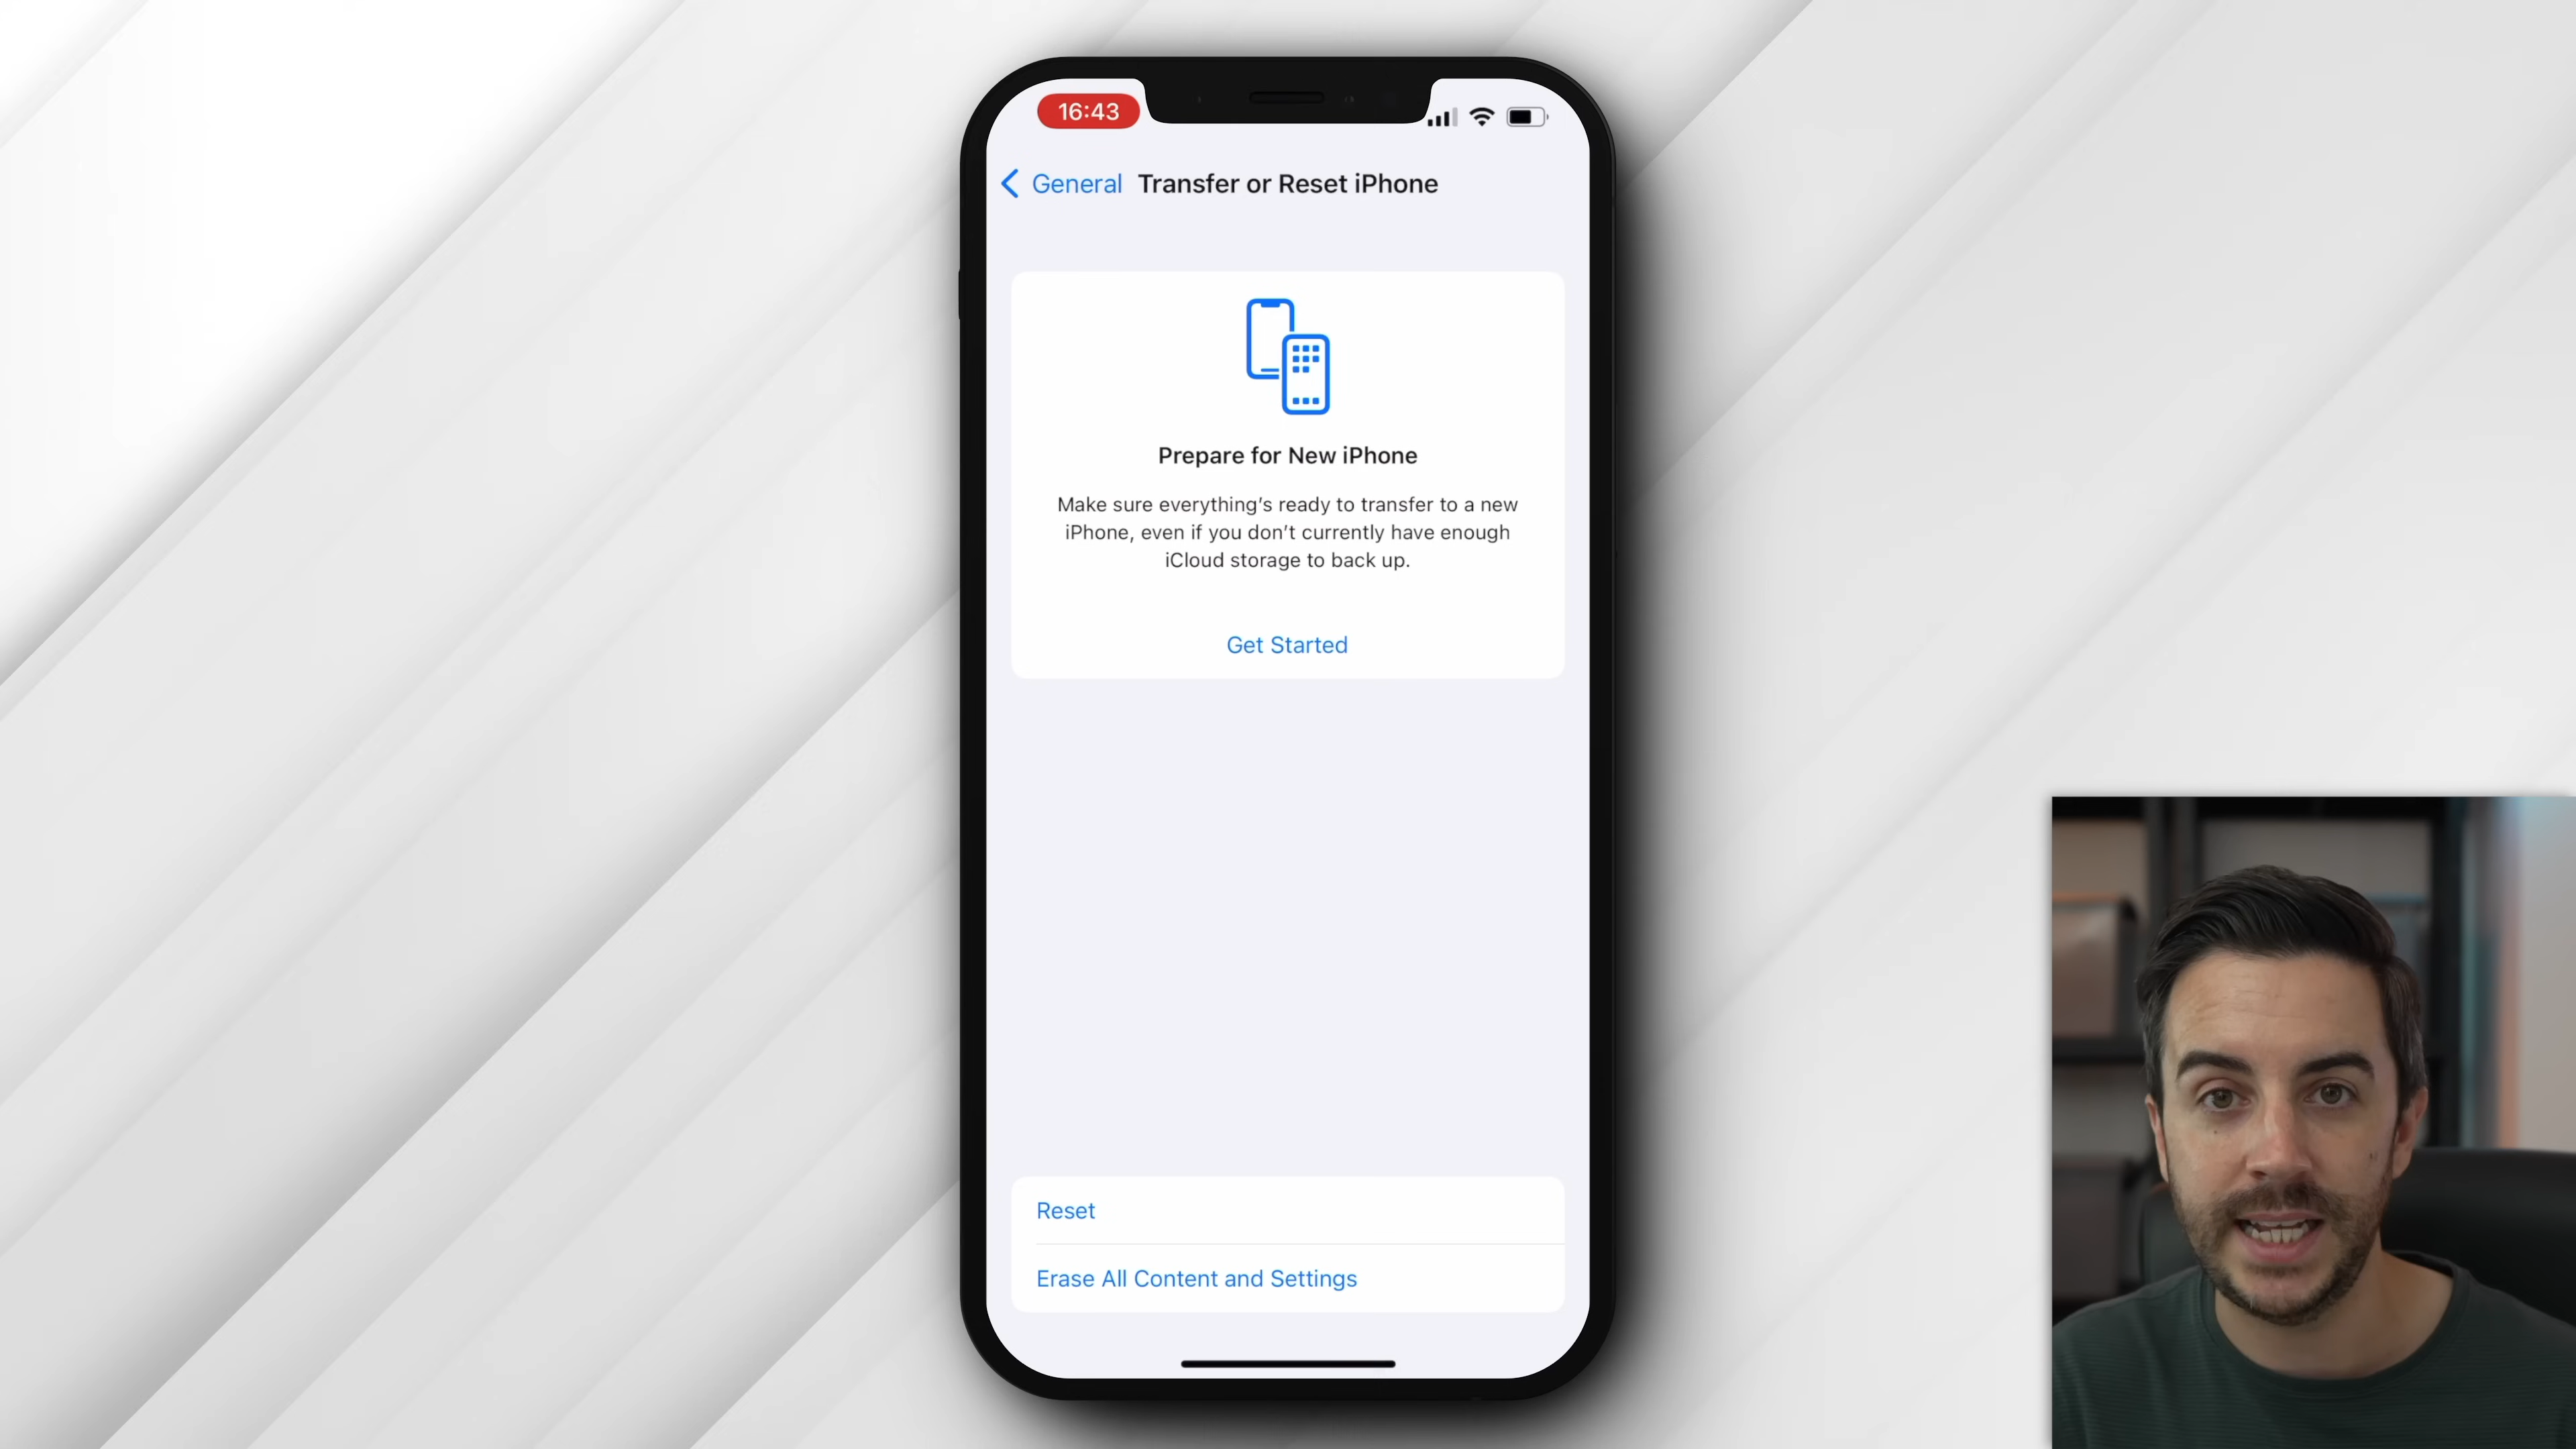 16:43
General Transfer or Reset iPhone
Prepare for New iPhone
Make sure everything's ready to transfer to a new
iPhone, even if you don't currently have enough
iCloud storage to back up.
Get Started
Reset
Erase All Content and Settings